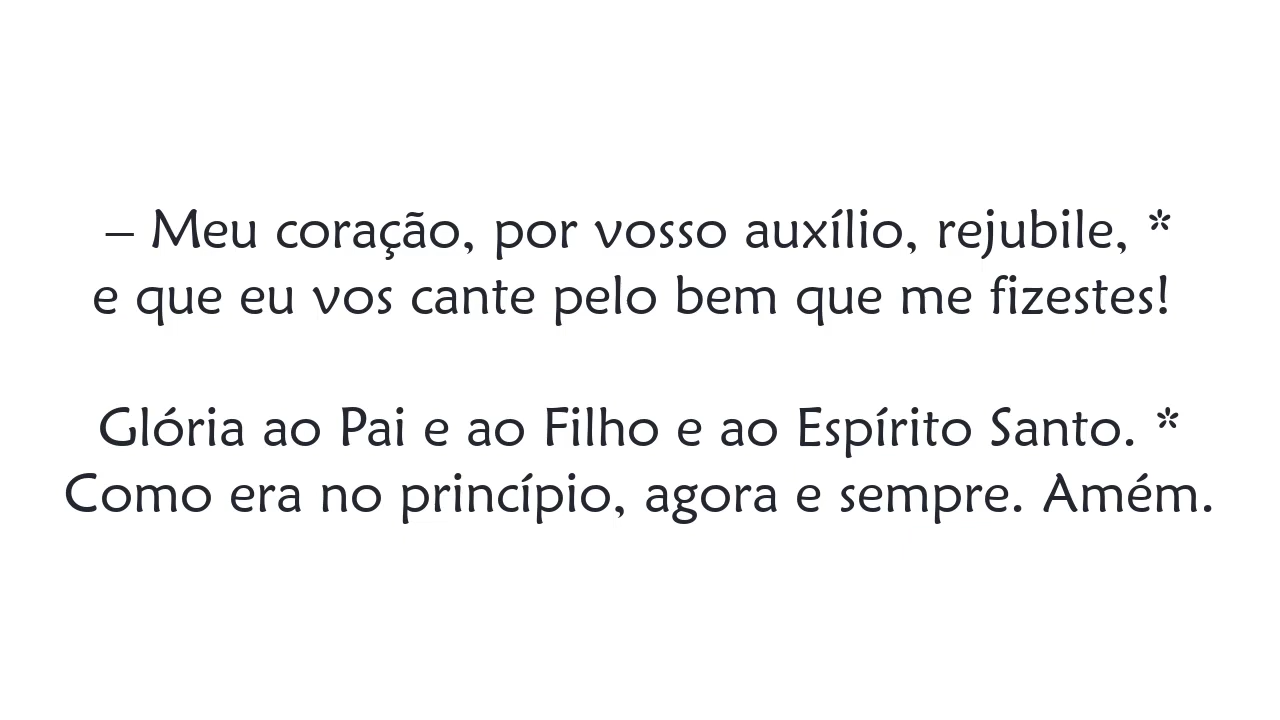 – Meu coração, por vosso auxílio, rejubile, *
e que eu vos cante pelo bem que me fizestes!
Glória ao Pai e ao Filho e ao Espírito Santo. *
Como era no princípio, agora e sempre. Amém.